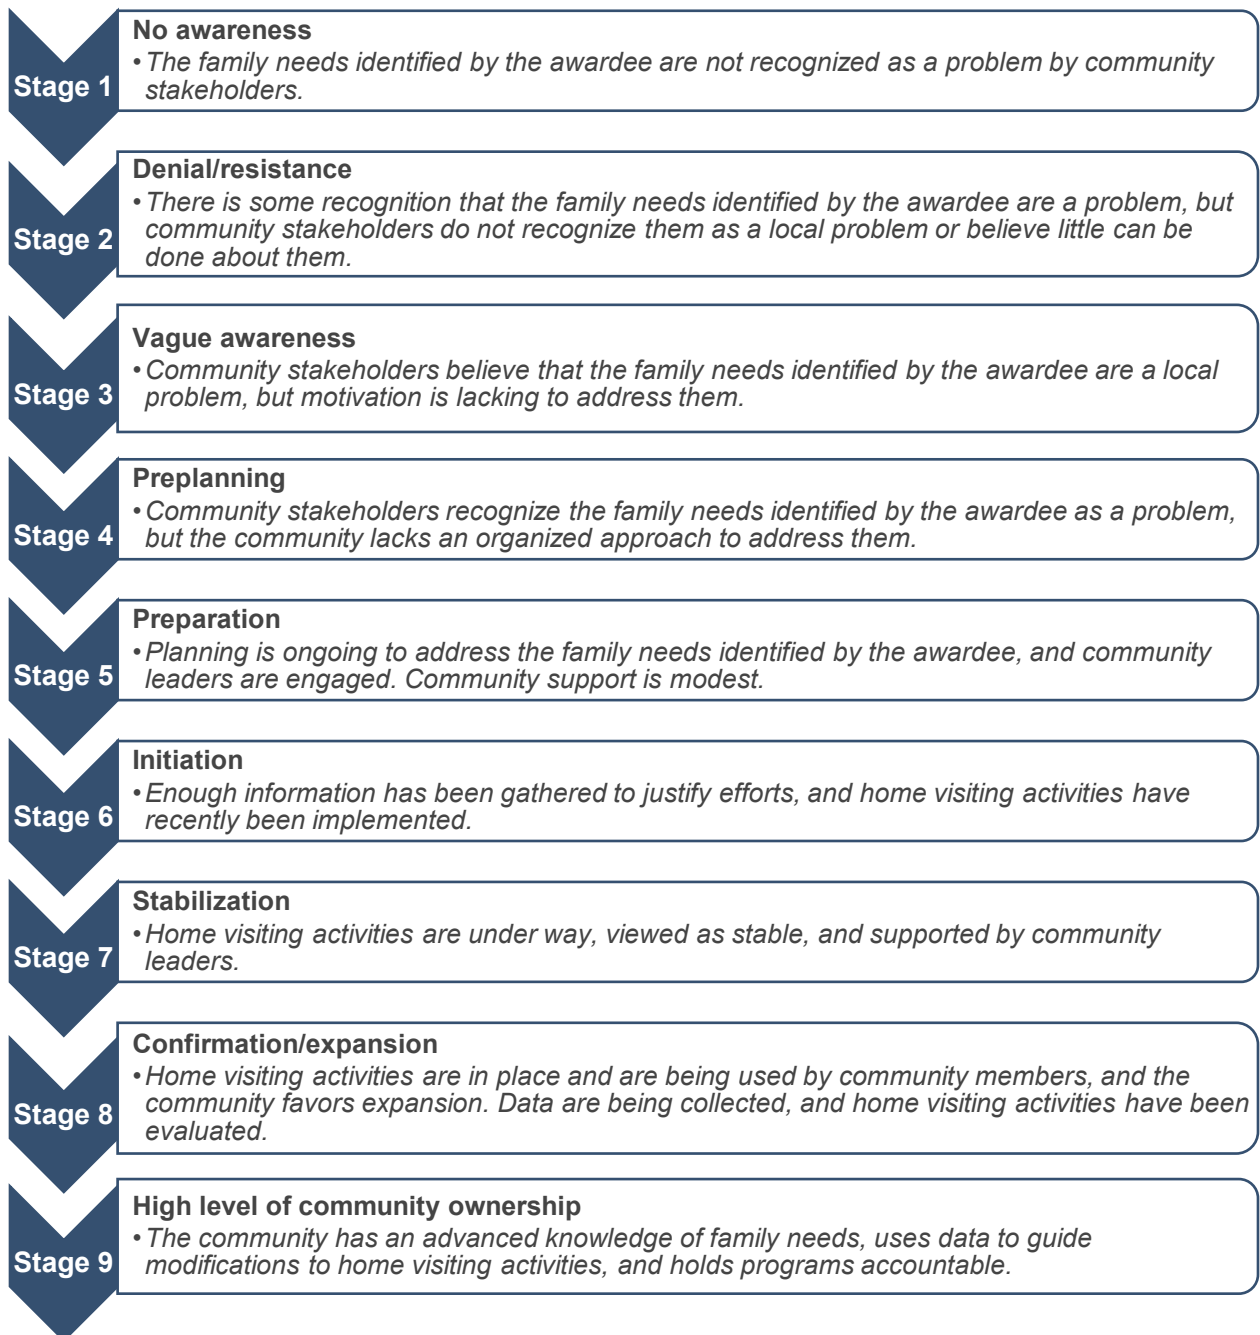 No awareness
Stage 1
• The family needs identified by the awardee are not recognized as a problem by community
stakeholders.
Denial/resistance
Stage 2
• There is some recognition that the family needs identified by the awardee are a problem, but
community stakeholders do not recognize them as a local problem or believe little can be
done about them.
Vague awareness
Stage 3
• Community stakeholders believe that the family needs identified by the awardee are a local
problem, but motivation is lacking to address them.
Preplanning
Stage 4
• Community stakeholders recognize the family needs identified by the awardee as a problem,
but the community lacks an organized approach to address them.
Preparation
Stage 5
• Planning is ongoing to address the family needs identified by the awardee, and community
leaders are engaged. Community support is modest.
Initiation
Stage 6
• Enough information has been gathered to justify efforts, and home visiting activities have
recently been implemented.
Stabilization
Stage 7
• Home visiting activities are under way, viewed as stable, and supported by community
leaders.
Confirmation/expansion
Stage 8
• Home visiting activities are in place and are being used by community members, and the
community favors expansion. Data are being collected, and home visiting activities have been
evaluated.
High level of community ownership
Stage 9
• The community has an advanced knowledge of family needs, uses data to guide
modifications to home visiting activities, and holds programs accountable.